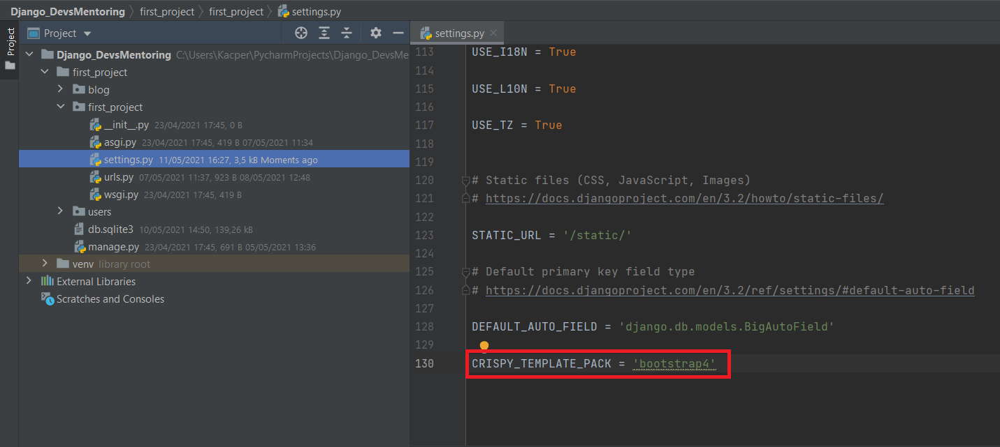 Django_DevsMentoring first_project first_project settings.py
Project
Project
settings.py
Django_DevsMentoring C:\Users\Kacper\PycharmProjects\Django_DevsMe
first_project
blog
first_project
__init__.py 23/04/2021 17:45, 0 B
asgi.py 23/04/2021 17:45, 419 B 07/05/2021 11:34
settings.py 11/05/2021 16:27, 3,5 kB Moments ago
urls.py 07/05/2021 11:37, 923 B 08/05/2021 12:48
wsgi.py 23/04/2021 17:45, 419 B
users
db.sqlite3 10/05/2021 14:50, 139,26 kB
manage.py 23/04/2021 17:45, 691 B 05/05/2021 13:36
venv library root
External Libraries
Scratches and Consoles
113 USE_I18N = True
114
115 USE_L10N = True
116
117 USE_TZ = True
118
119
120 # Static files (CSS, JavaScript, Images)
121 # https://docs.djangoproject.com/en/3.2/howto/static-files/
122
123 STATIC_URL = '/static/'
124
125 # Default primary key field type
126 # https://docs.djangoproject.com/en/3.2/ref/settings/#default-auto-field
127
128 DEFAULT_AUTO_FIELD = 'django.db.models.BigAutoField'
129
130 CRISPY_TEMPLATE_PACK = 'bootstrap4'